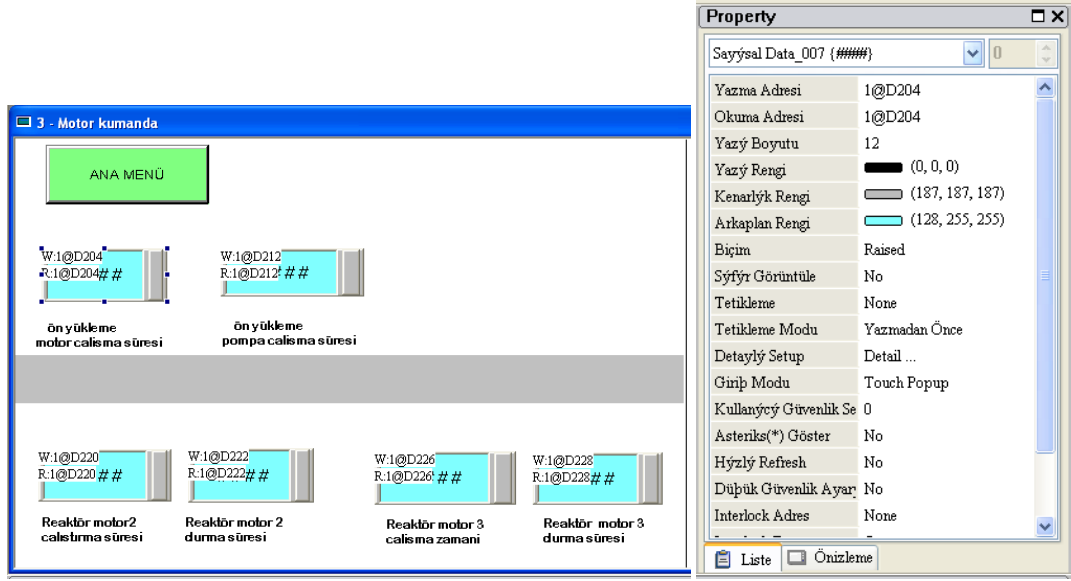 3 - Motor kumanda
ANA MENÜ
W:1@D204
R:1@D204##
W:1@D212
R:1@D212##
ön yükleme
motor calisma süresi
ön yükleme
pompa calisma süresi
W:1@D220
R:1@D220 ##
W:1@D222
R:1@D222##
W:1@D226
R:1@D226##
W:1@D228
R:1@D228##
Reaktör motor2
calıstırma süresi
Reaktör motor 2
durma süresi
Reaktör motor 3
calisma zamani
Reaktör motor 3
durma süresi
Property
Sayýsal Data_007 {####}
0
Yazma Adresi 1@D204
Okuma Adresi 1@D204
Yazý Boyutu 12
Yazý Rengi (0, 0, 0)
Kenarlýk Rengi (187, 187, 187)
Arkaplan Rengi (128, 255, 255)
Biçim Raised
Sýfýr Görüntüle No
Tetikleme None
Tetikleme Modu Yazmadan Önce
Detaylý Setup Detail ...
Giriþ Modu Touch Popup
Kullanýcý Güvenlik Se 0
Asteriks(*) Göster No
Hýzlý Refresh No
Düþük Güvenlik Ayarý No
Interlock Adres None
Liste
Önizleme